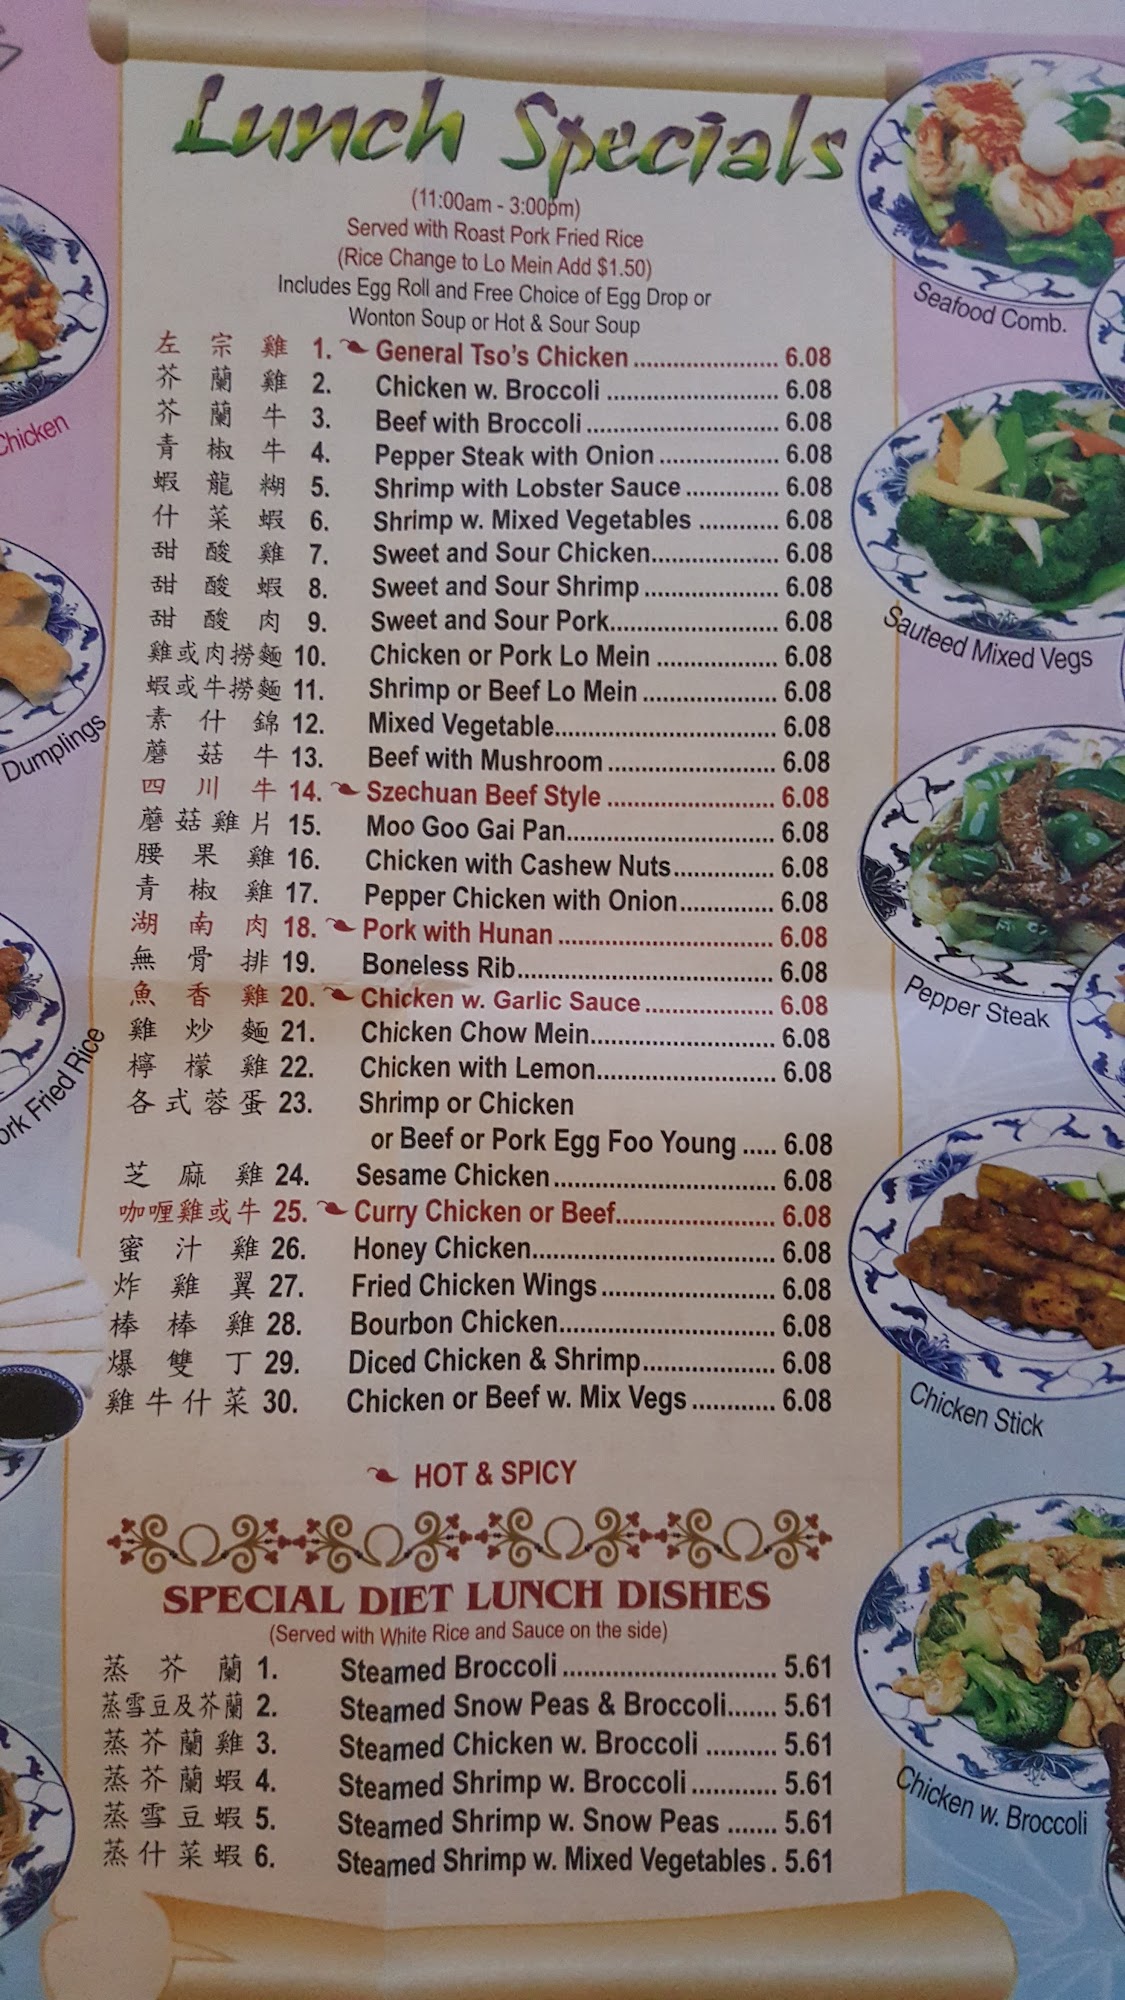 Lunch Specials
(11:00am - 3:00pm)
Served with Roast Pork Fried Rice
(Rice Change to Lo Mein Add $1.50)
Includes Egg Roll and Free Choice of Egg Drop or
Wonton Soup or Hot & Sour Soup
左宗雞 1. General Tso's Chicken 6.08
芥蘭雞 2. Chicken w. Broccoli 6.08
芥蘭牛 3. Beef with Broccoli 6.08
青椒牛 4. Pepper Steak with Onion 6.08
蝦龍糊 5. Shrimp with Lobster Sauce 6.08
什菜蝦 6. Shrimp w. Mixed Vegetables 6.08
甜酸雞 7. Sweet and Sour Chicken 6.08
甜酸蝦 8. Sweet and Sour Shrimp 6.08
甜酸肉 9. Sweet and Sour Pork 6.08
雞或肉撈麵 10. Chicken or Pork Lo Mein 6.08
蝦或牛撈麵 11. Shrimp or Beef Lo Mein 6.08
素什錦 12. Mixed Vegetable 6.08
蘑菇牛 13. Beef with Mushroom 6.08
四川牛 14. Szechuan Beef Style 6.08
蘑菇雞片 15. Moo Goo Gai Pan 6.08
腰果雞 16. Chicken with Cashew Nuts 6.08
青椒雞 17. Pepper Chicken with Onion 6.08
湖南肉 18. Pork with Hunan 6.08
無骨排 19. Boneless Rib 6.08
魚香雞 20. Chicken w. Garlic Sauce 6.08
雞炒麵 21. Chicken Chow Mein 6.08
檸檬雞 22. Chicken with Lemon 6.08
各式蓉蛋 23. Shrimp or Chicken
or Beef or Pork Egg Foo Young 6.08
芝麻雞 24. Sesame Chicken 6.08
咖喱雞或牛 25. Curry Chicken or Beef 6.08
蜜汁雞 26. Honey Chicken 6.08
炸雞翼 27. Fried Chicken Wings 6.08
棒棒雞 28. Bourbon Chicken 6.08
爆雙丁 29. Diced Chicken & Shrimp 6.08
雞牛什菜 30. Chicken or Beef w. Mix Vegs 6.08
HOT & SPICY
SPECIAL DIET LUNCH DISHES
(Served with White Rice and Sauce on the side)
蒸芥蘭 1. Steamed Broccoli 5.61
蒸雪豆及芥蘭 2. Steamed Snow Peas & Broccoli 5.61
蒸芥蘭雞 3. Steamed Chicken w. Broccoli 5.61
蒸芥蘭蝦 4. Steamed Shrimp w. Broccoli 5.61
蒸雪豆蝦 5. Steamed Shrimp w. Snow Peas 5.61
蒸什菜蝦 6. Steamed Shrimp w. Mixed Vegetables 5.61
Chicken
Dumplings
ork Fried Rice
Seafood Comb.
Sauteed Mixed Vegs
Pepper Steak
Chicken Stick
Chicken w. Broccoli